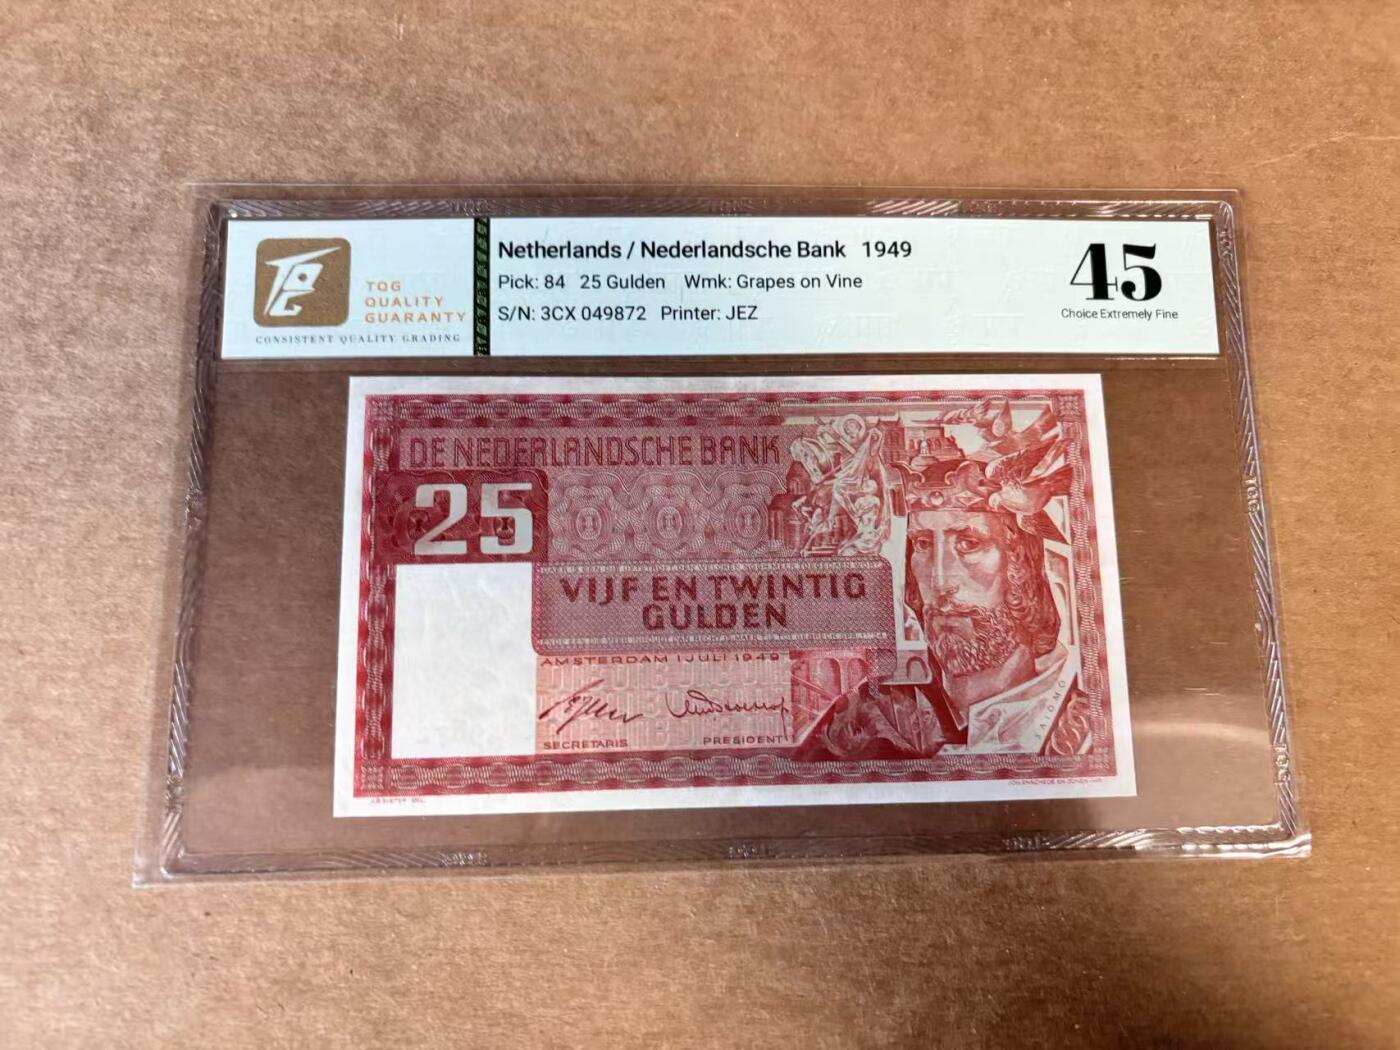 TQG
QUALITY
GUARANTY
CONSISTENT QUALITY GRADING
Netherlands / Nederlandsche Bank 1949
Pick: 84 25 Gulden Wmk: Grapes on Vine
S/N: 3CX 049872 Printer: JEZ
45
Choice Extremely Fine
DE NEDERLANDSCHE BANK
25
VIJF EN TWINTIG
GULDEN
AMSTERDAM 1 JULI 1949
SECRETARIS PRESIDENT
SALOMO